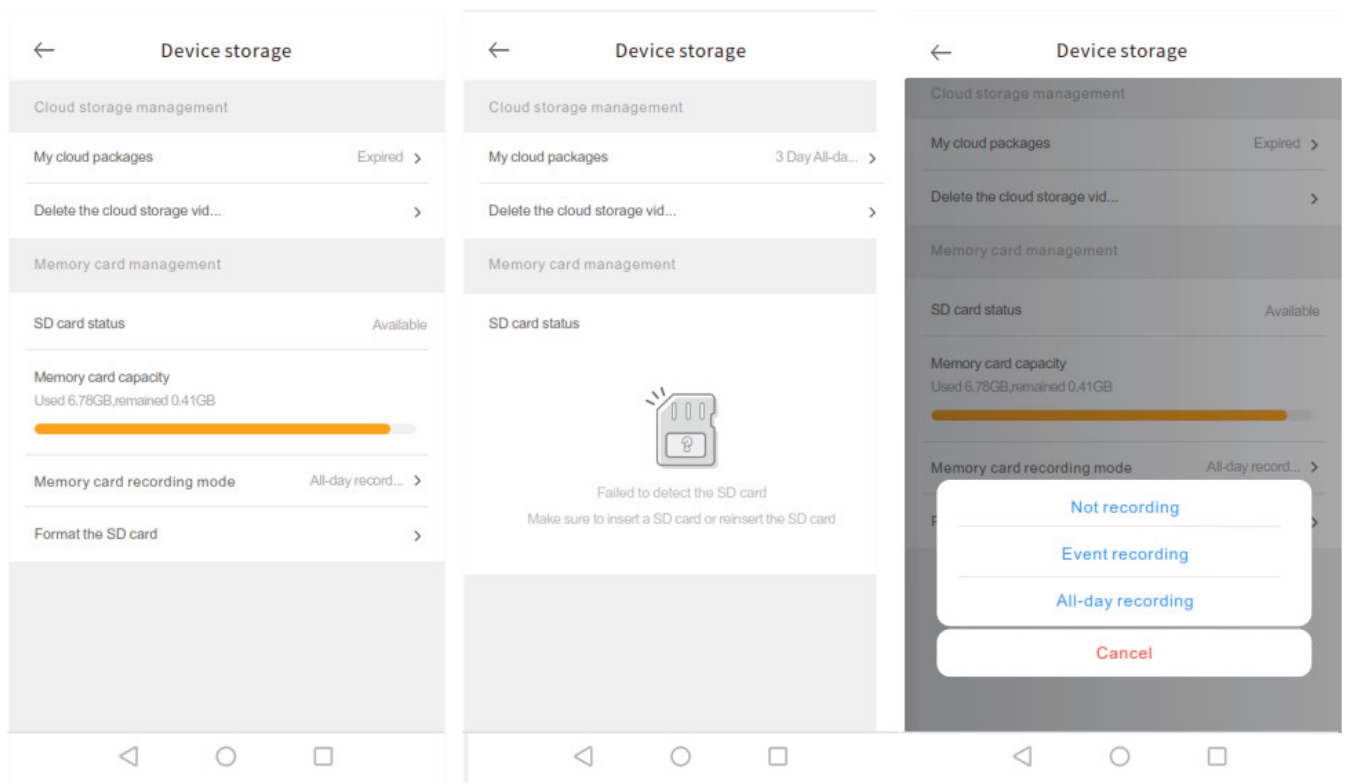 Device storage
Cloud storage management
My cloud packages Expired
Delete the cloud storage vid...
Memory card management
SD card status Available
Memory card capacity
Used 6.78GB,remained 0.41GB
Memory card recording mode All-day record...
Format the SD card
Device storage
Cloud storage management
My cloud packages 3 Day All-da...
Delete the cloud storage vid...
Memory card management
SD card status
Failed to detect the SD card
Make sure to insert a SD card or reinsert the SD card
Device storage
Cloud storage management
My cloud packages Expired
Delete the cloud storage vid...
Memory card management
SD card status Available
Memory card capacity
Used 6.78GB,remained 0.41GB
Memory card recording mode All-day record...
Not recording
Event recording
All-day recording
Cancel